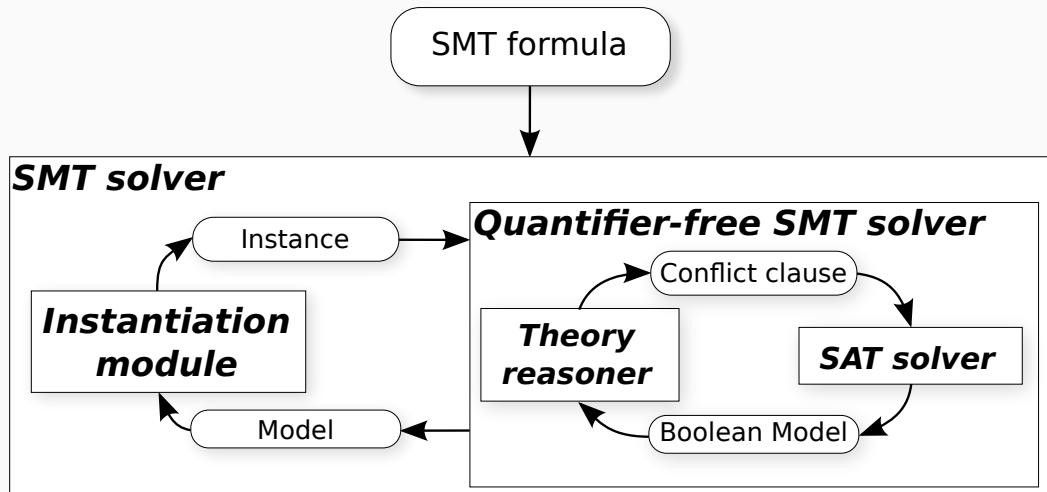 SMT formula
SMT solver
Instance
Quantifier-free SMT solver
Conflict clause
Instantiation
module
Theory
reasoner
SAT solver
Model
Boolean Model